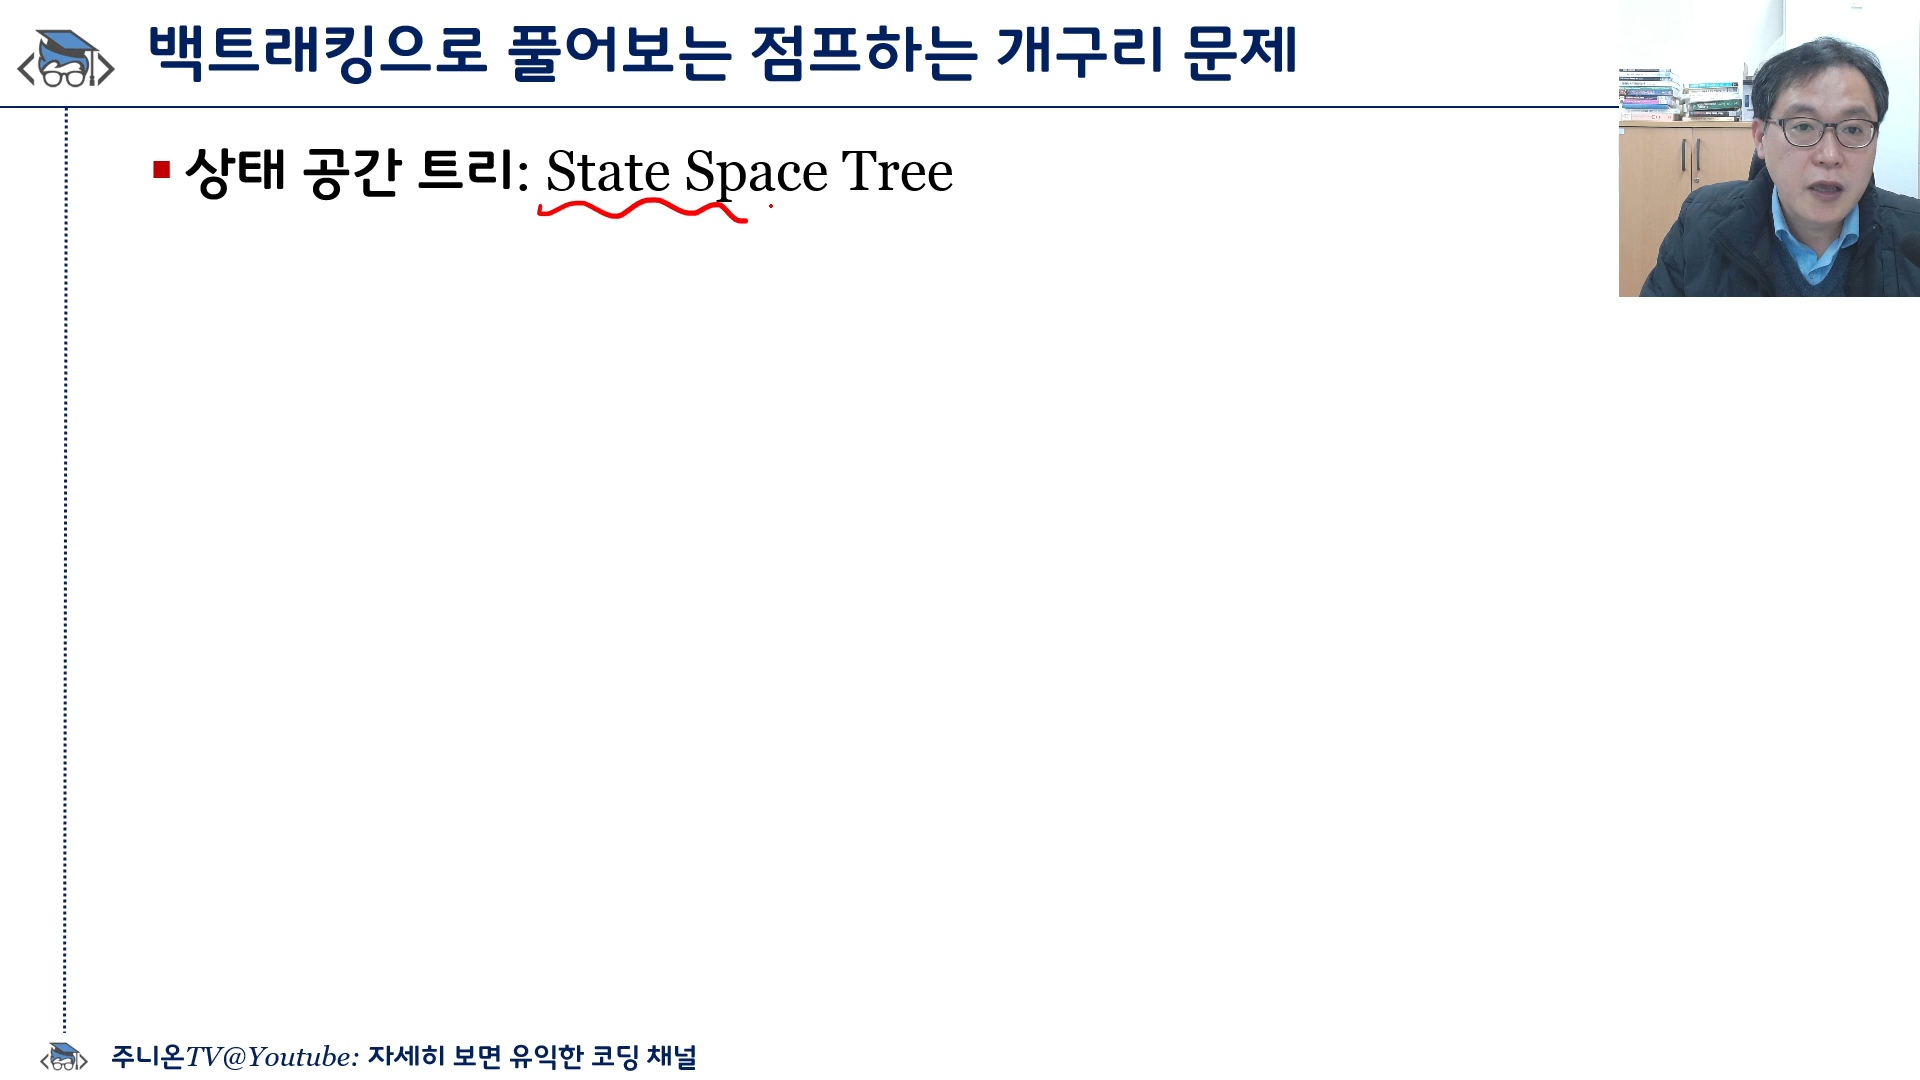 백트래킹으로 풀어보는 점프하는 개구리 문제
상태 공간 트리: State Space Tree
주니온TV@Youtube: 자세히 보면 유익한 코딩 채널